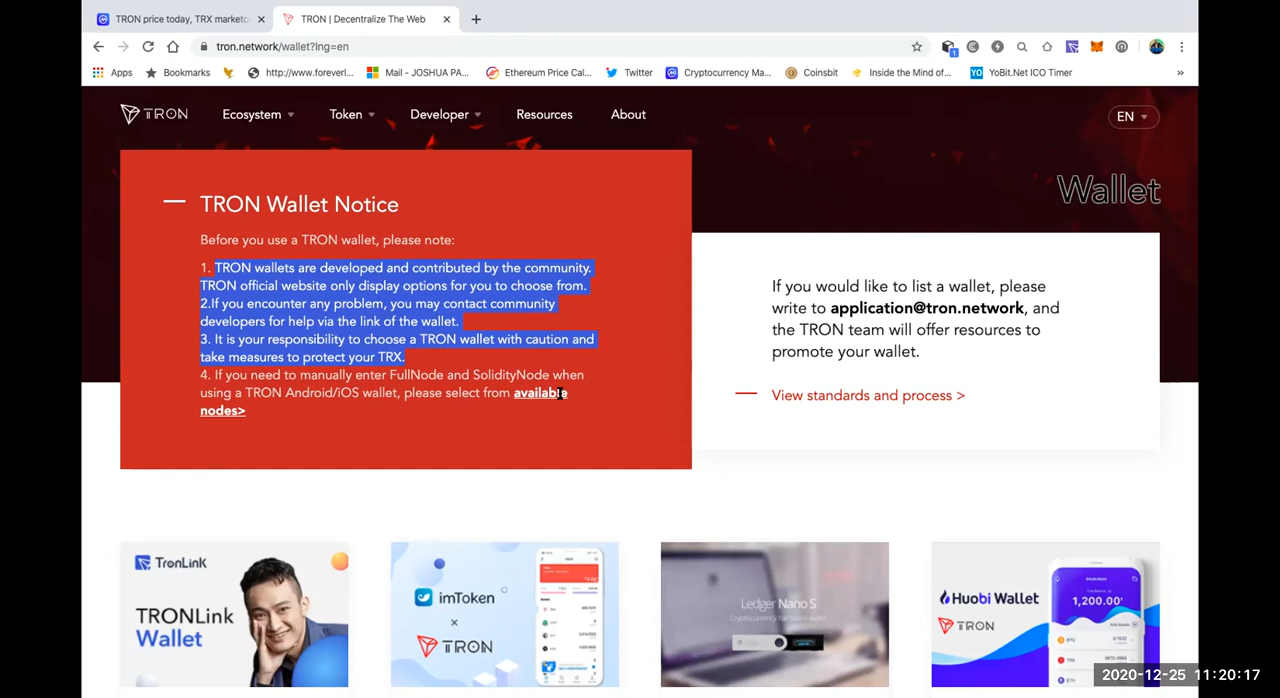 TRON price today, TRX marketc
TRON | Decentralize The Web
tron.network/wallet?lng=en
1
Apps
Bookmarks
http://www.foreverl...
Mail - JOSHUA PA...
Ethereum Price Cal...
Twitter
Cryptocurrency Ma...
Coinsbit
Inside the Mind of...
YO
YoBit.Net ICO Timer
TRON
Ecosystem
Token
Developer
Resources
About
EN
Wallet
TRON Wallet Notice
Before you use a TRON wallet, please note:
1. TRON wallets are developed and contributed by the community.
TRON official website only display options for you to choose from.
2.If you encounter any problem, you may contact community
developers for help via the link of the wallet.
3. It is your responsibility to choose a TRON wallet with caution and
take measures to protect your TRX.
4. If you need to manually enter FullNode and SolidityNode when
using a TRON Android/iOS wallet, please select from available
nodes>
If you would like to list a wallet, please
write to application@tron.network, and
the TRON team will offer resources to
promote your wallet.
View standards and process >
TronLink
TRONLink
Wallet
imToken
x
TRON
Ledger Nano S
Cryptocurrency hardware wallet
Huobi Wallet
TRON
1,200.00
BTC
TRX
ETH
2020-12-25 11:20:17